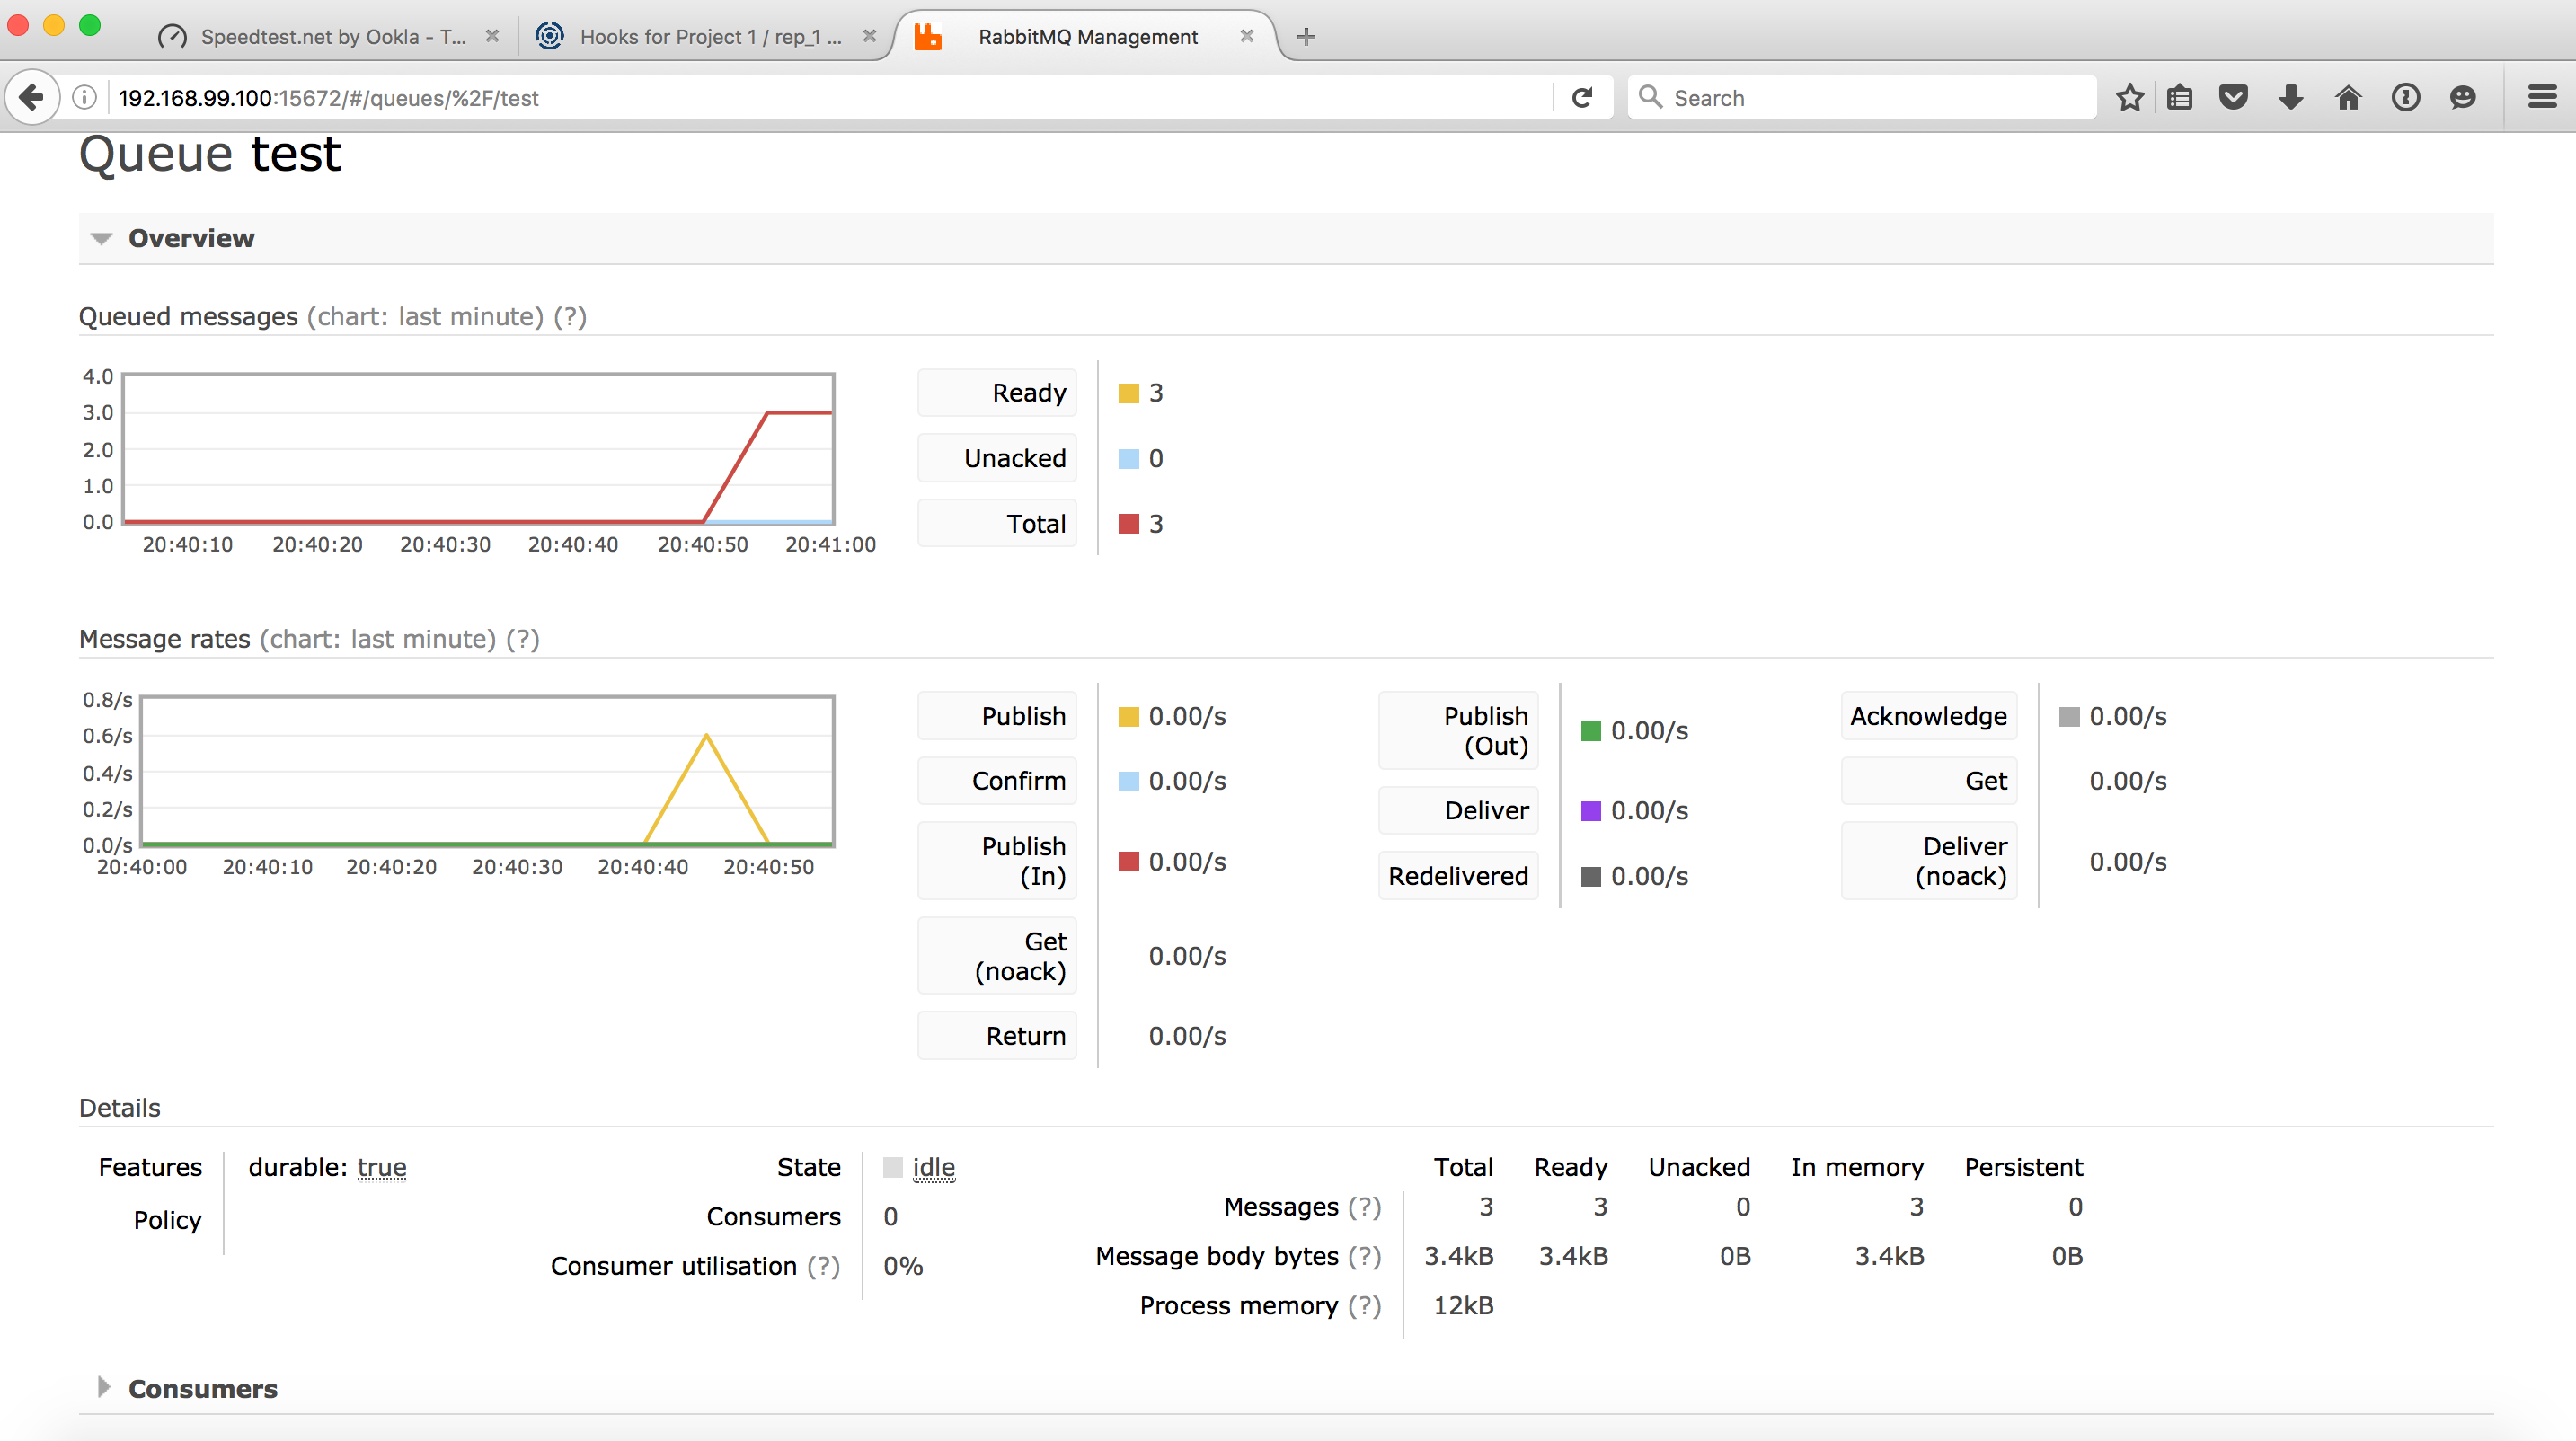 Speedtest.net by Ookla - T...
Hooks for Project 1 / rep_1 ...
RabbitMQ Management
192.168.99.100:15672/#/queues/%2F/test
Search
Queue test
Overview
Queued messages (chart: last minute) (?)
4.0
3.0
2.0
1.0
0.0
20:40:10 20:40:20 20:40:30 20:40:40 20:40:50 20:41:00
Ready 3
Unacked 0
Total 3
Message rates (chart: last minute) (?)
0.8/s
0.6/s
0.4/s
0.2/s
0.0/s
20:40:00 20:40:10 20:40:20 20:40:30 20:40:40 20:40:50
Publish 0.00/s
Confirm 0.00/s
Publish
(In) 0.00/s
Get
(noack) 0.00/s
Return 0.00/s
Publish
(Out) 0.00/s
Deliver 0.00/s
Redelivered 0.00/s
Acknowledge 0.00/s
Get 0.00/s
Deliver
(noack) 0.00/s
Details
Features durable: true
Policy
State idle
Consumers 0
Consumer utilisation (?) 0%
Total Ready Unacked In memory Persistent
Messages (?) 3 3 0 3 0
Message body bytes (?) 3.4kB 3.4kB 0B 3.4kB 0B
Process memory (?) 12kB
Consumers